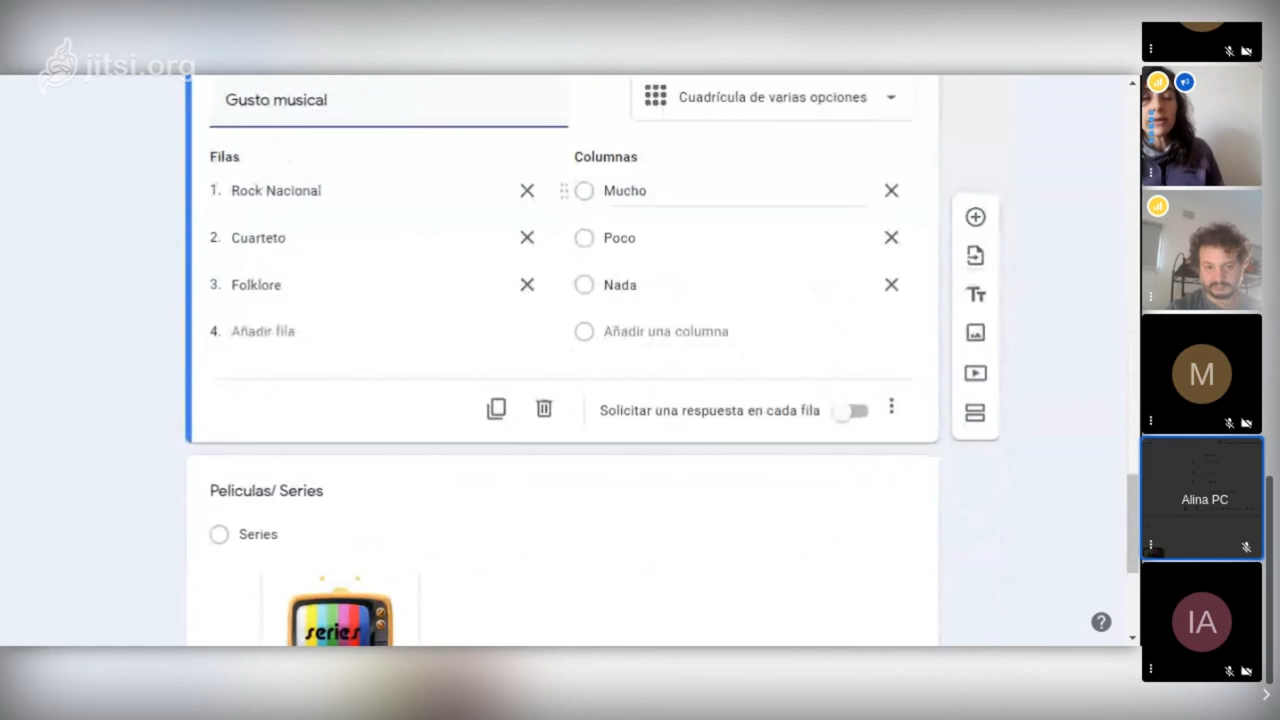 jitsi.org
Gusto musical
Cuadrícula de varias opciones
Filas
Columnas
1. Rock Nacional
Mucho
2. Cuarteto
Poco
3. Folklore
Nada
4. Añadir fila
Añadir una columna
Solicitar una respuesta en cada fila
Peliculas/ Series
Series
series
M
Alina PC
IA